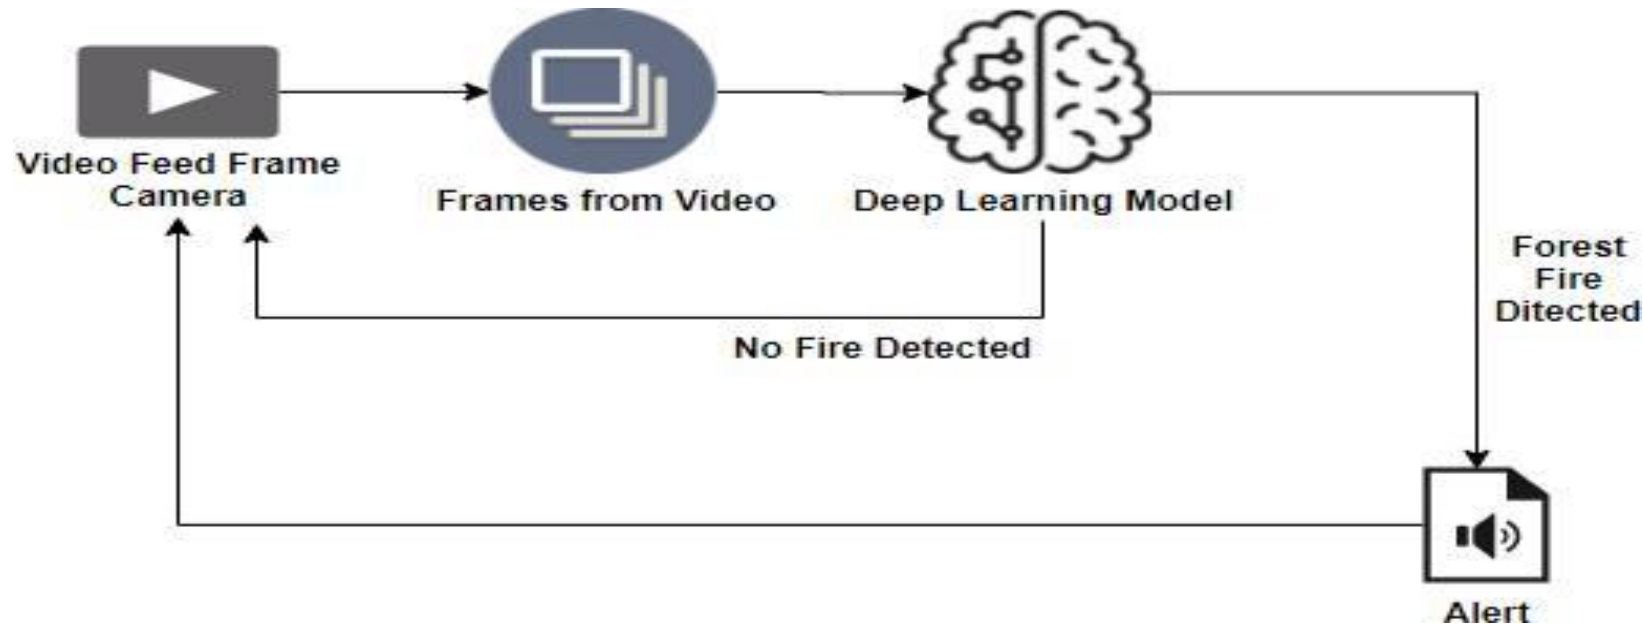 Video Feed Frame
Camera
Frames from Video
Deep Learning Model
Forest
Fire
Ditected
No Fire Detected
Alert